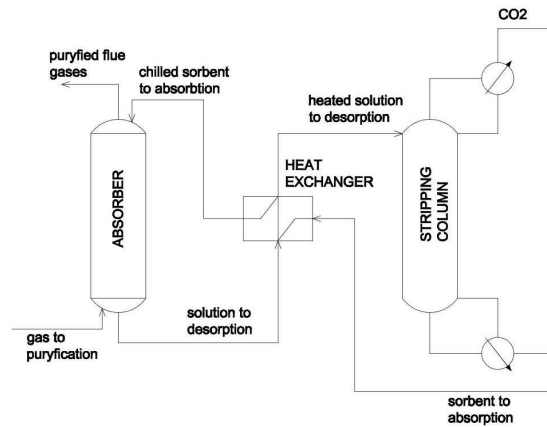 CO2
puryfied flue
gases
chilled sorbent
to absorbtion
heated solution
to desorption
HEAT
EXCHANGER
ABSORBER
STRIPPING
COLUMN
solution to
desorption
gas to
puryfication
sorbent to
absorption